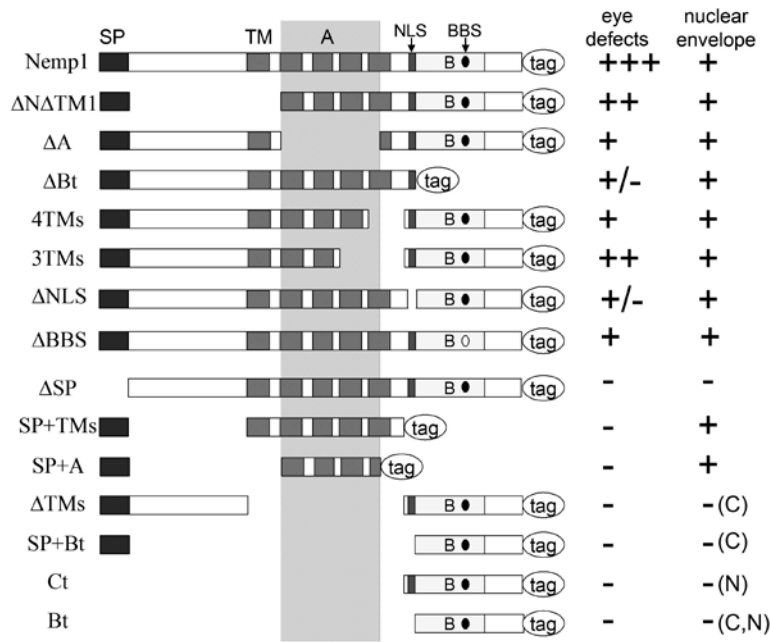 SP TM A NLS BBS eye defects nuclear envelope
Nemp1 B tag +++ +
ΔNΔTM1 B tag ++ +
ΔA B tag + +
ΔBt tag +/- +
4TMs B tag + +
3TMs B tag ++ +
ΔNLS B tag +/- +
ΔBBS B tag + +
ΔSP B tag - -
SP+TMs tag - +
SP+A tag - +
ΔTMs B tag - -(C)
SP+Bt B tag - -(C)
Ct B tag - -(N)
Bt B tag - -(C,N)